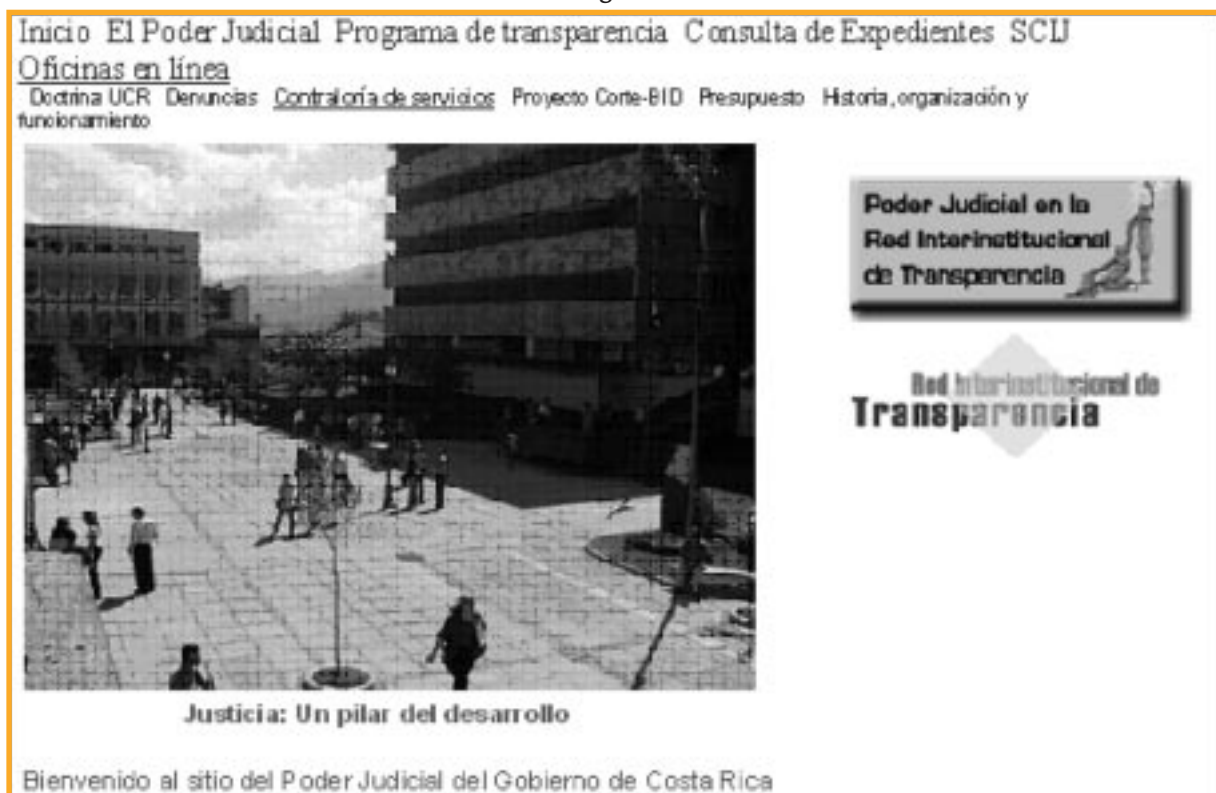 Inicio El Poder Judicial Programa de transparencia Consulta de Expedientes SCIJ
Oficinas en línea
Doctrina UCR Denuncias Contraloría de servicios Proyecto Corte-BID Presupuesto Historia, organización y
funcionamiento
Poder Judicial en la
Red Interinstitucional
de Transparencia
Red Interinstitucional de
Transparencia
Justicia: Un pilar del desarrollo
Bienvenido al sitio del Poder Judicial del Gobierno de Costa Rica